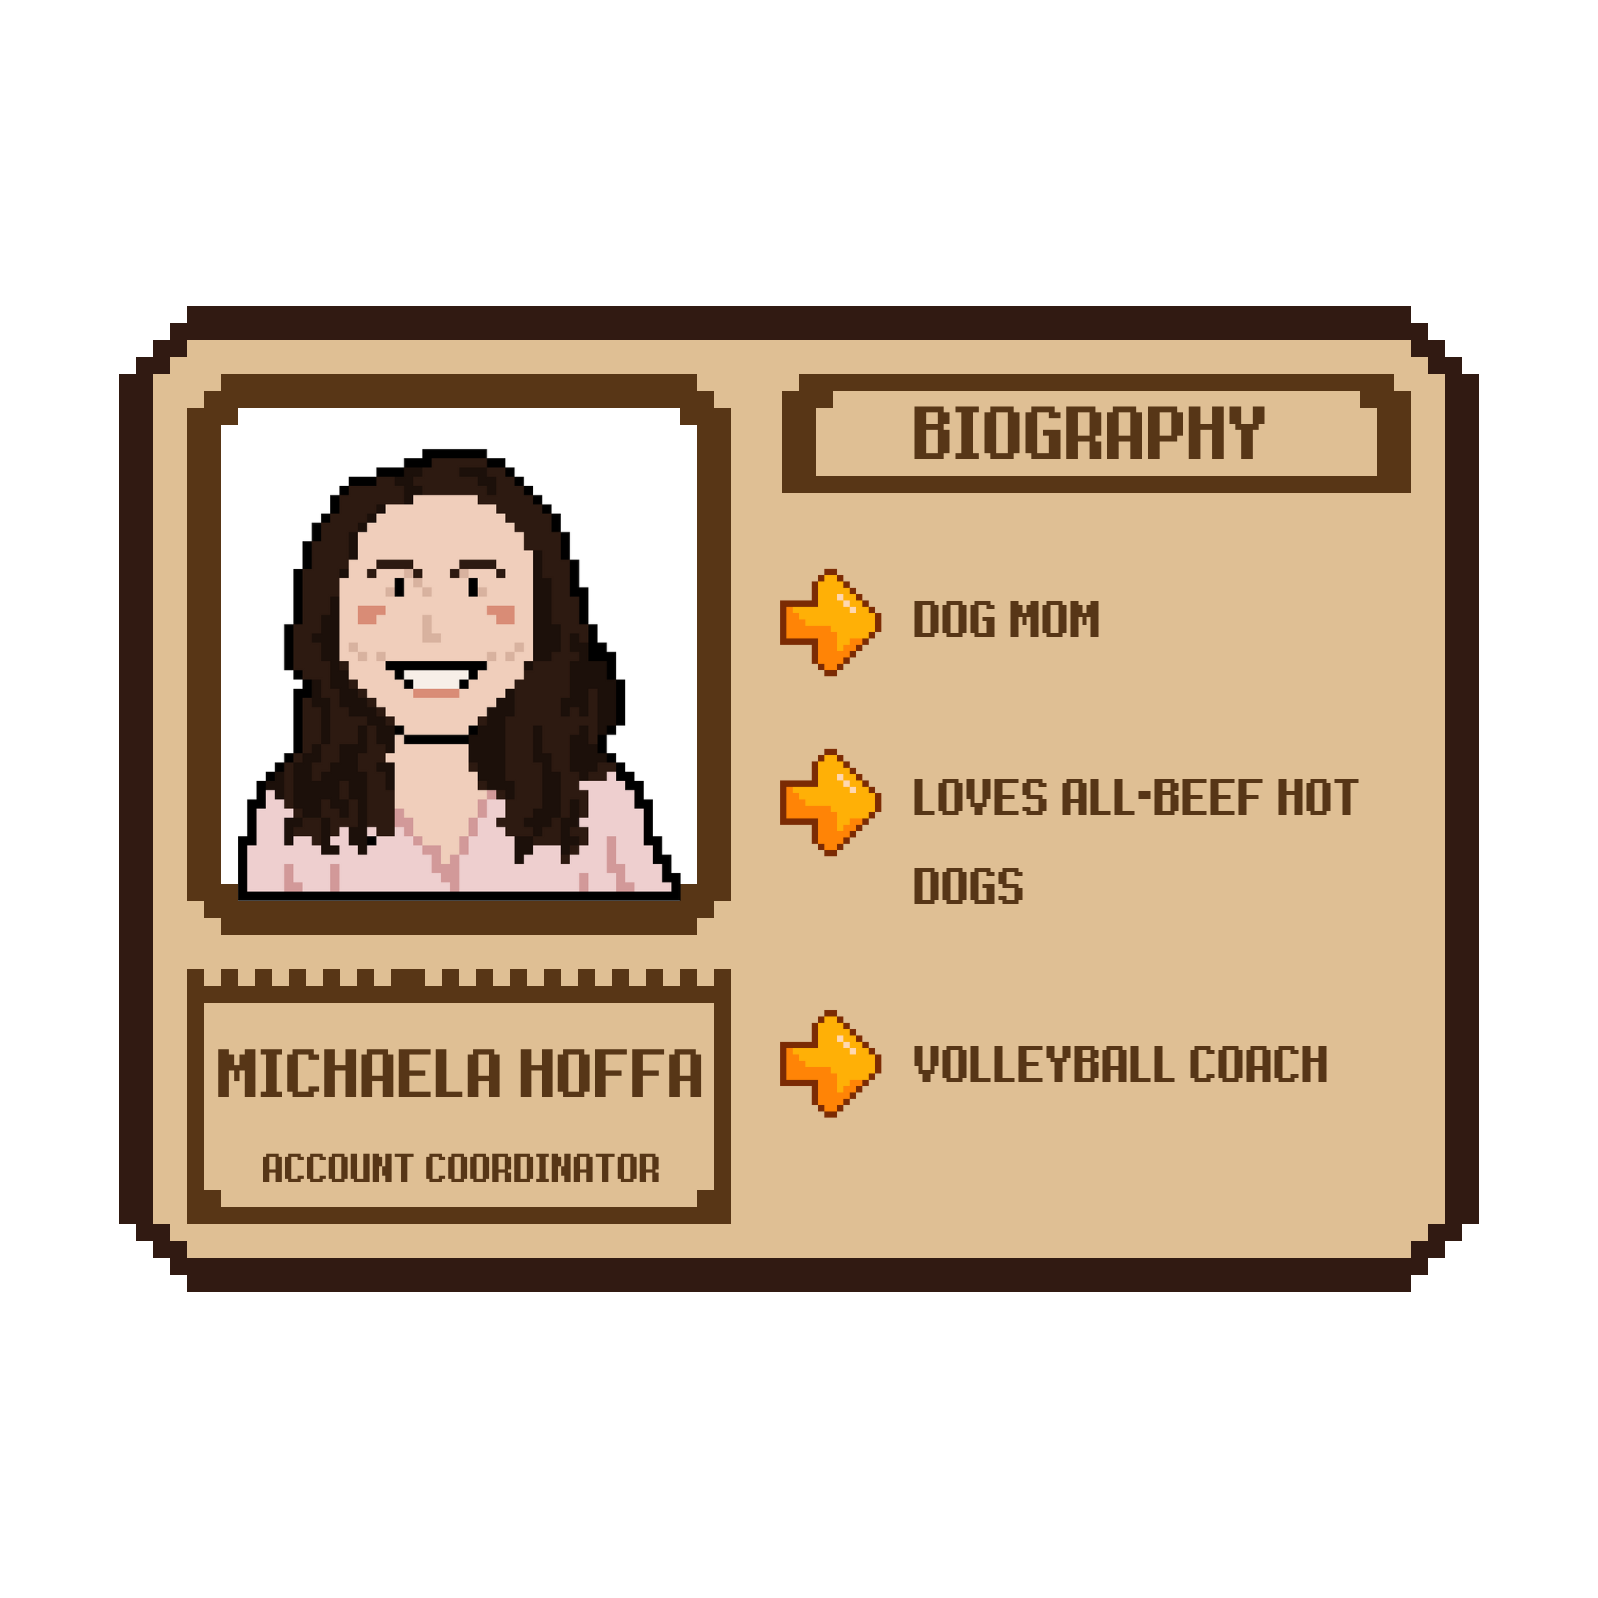 BIOGRAPHY
DOG MOM
LOVES ALL-BEEF HOT
DOGS
VOLLEYBALL COACH
MICHAELA HOFFA
ACCOUNT COORDINATOR